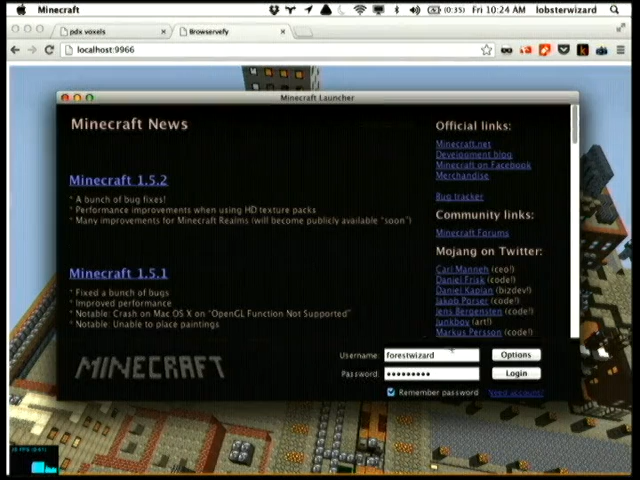 Minecraft
(0:35) Fri 10:24 AM lobsterwizard
pdx voxels
Browservefy
localhost:9966
Minecraft Launcher
Minecraft News
Minecraft 1.5.2
* A bunch of bug fixes!
* Performance improvements when using HD texture packs
* Many improvements for Minecraft Realms (will become publicly available "soon")
Minecraft 1.5.1
* Fixed a bunch of bugs
* Improved performance
* Notable: Crash on Mac OS X on "OpenGL Function Not Supported"
* Notable: Unable to place paintings
Official links:
Minecraft.net
Development blog
Minecraft on Facebook
Merchandise
Bug tracker
Community links:
Minecraft Forums
Mojang on Twitter:
Carl Manneh (ceo!)
Daniel Frisk (code!)
Daniel Kaplan (bizdev!)
Jakob Porser (code!)
Jens Bergensten (code!)
Junkboy (art!)
Markus Persson (code!)
MINECRAFT
Username: forestwizard
Options
Password:
Login
Remember password
Need account?